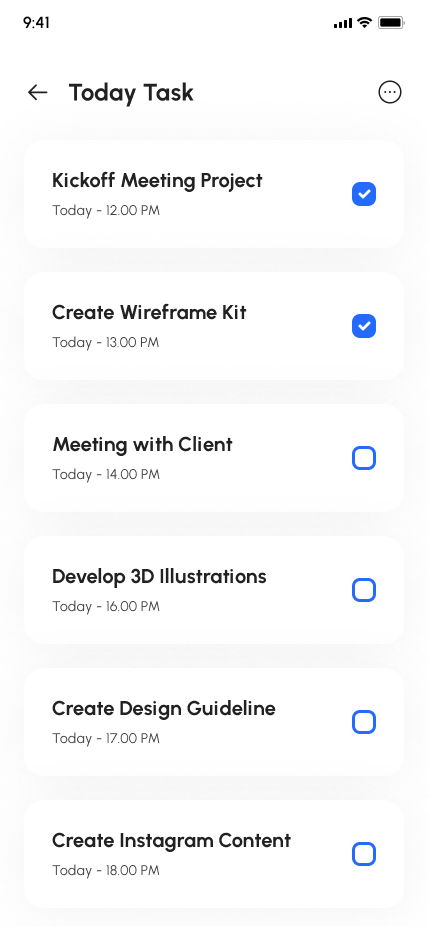 9:41
Today Task
Kickoff Meeting Project
Today - 12.00 PM
Create Wireframe Kit
Today - 13.00 PM
Meeting with Client
Today - 14.00 PM
Develop 3D Illustrations
Today - 16.00 PM
Create Design Guideline
Today - 17.00 PM
Create Instagram Content
Today - 18.00 PM